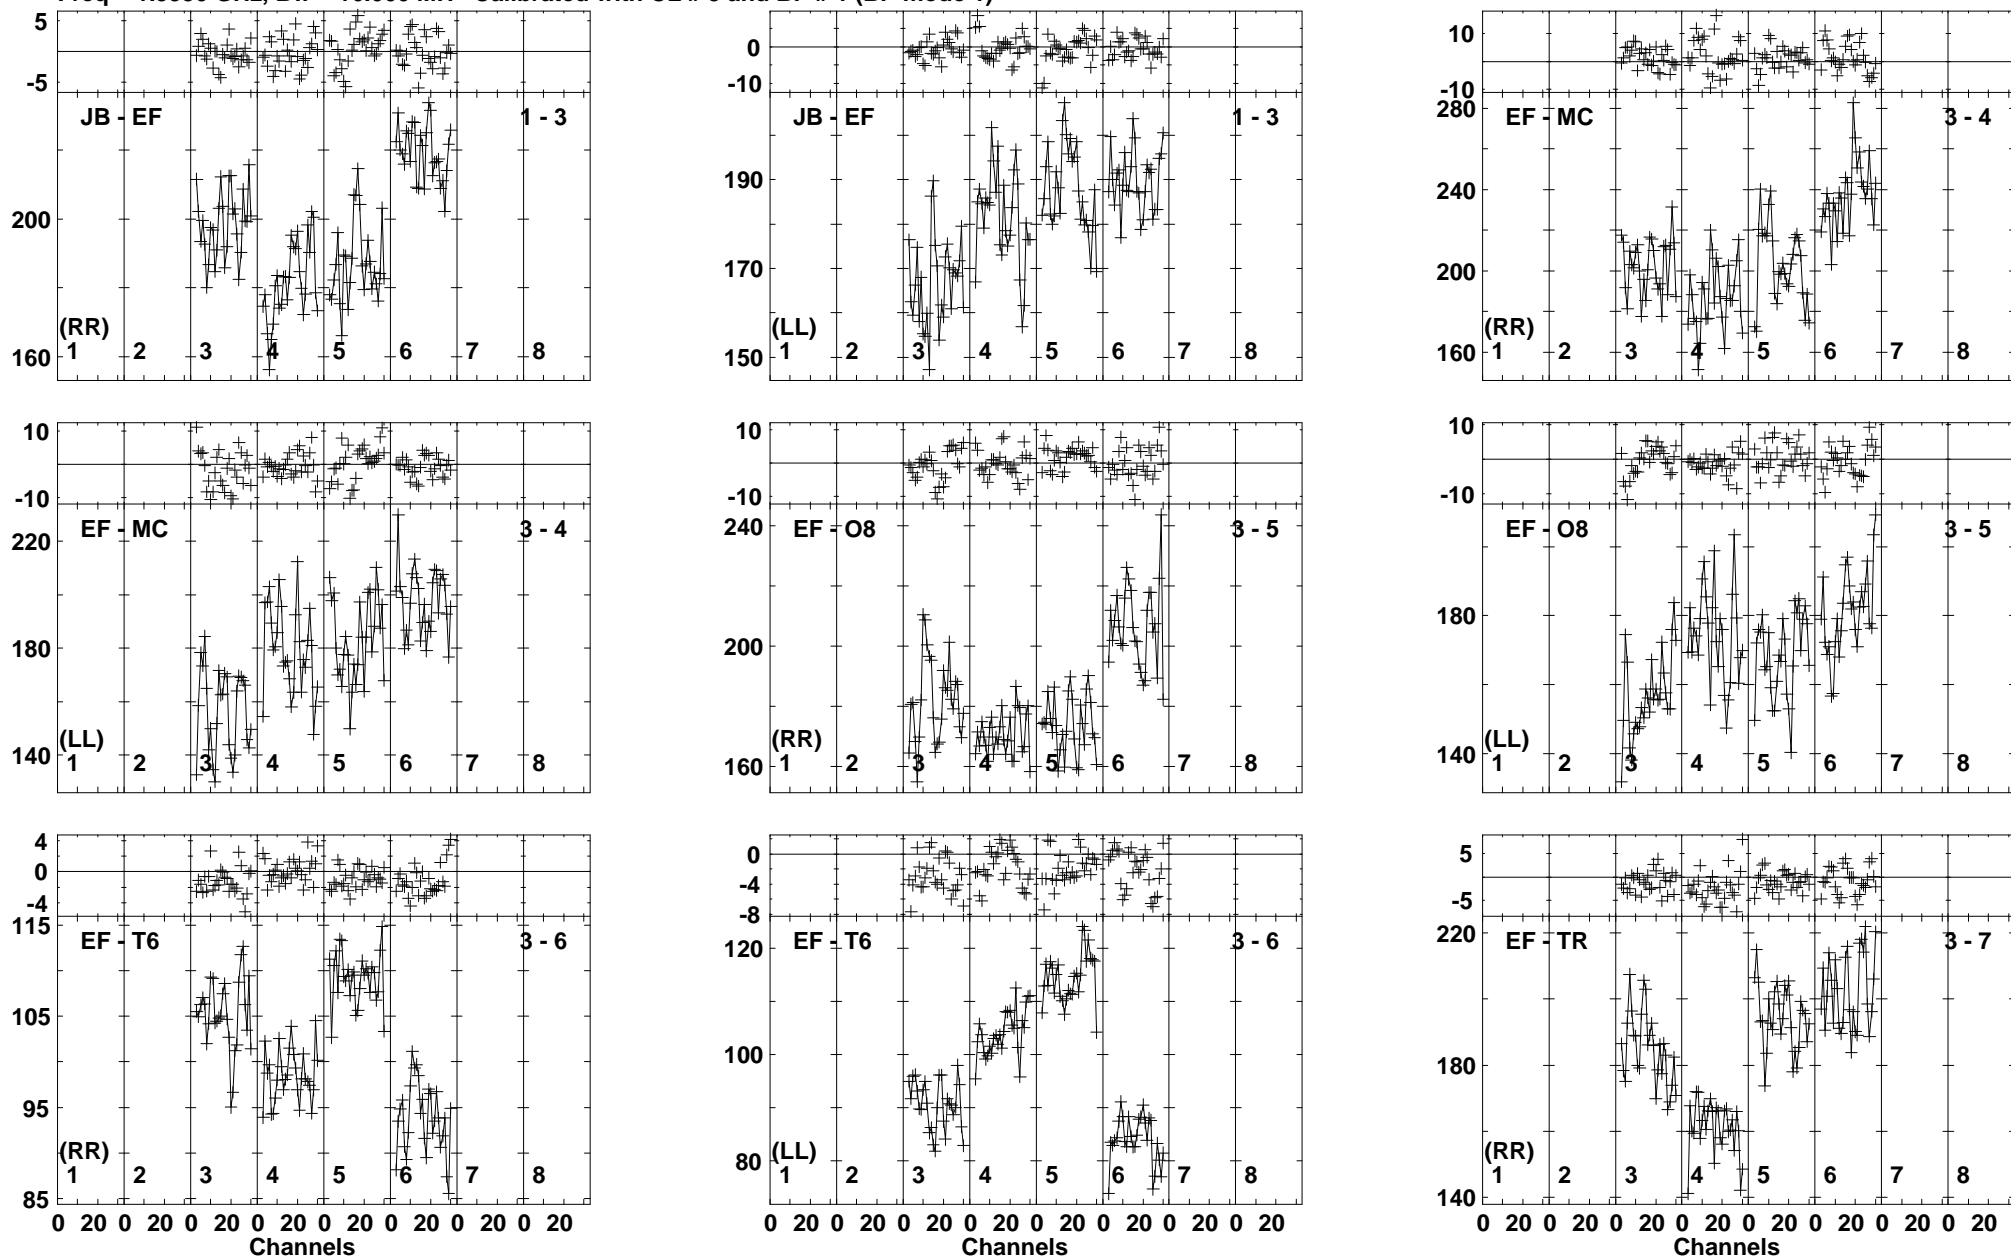 5 0 -5 JB - EF 1 - 3 200 160 (RR) 1 2 3 4 5 6 7 8
0 -10 JB - EF 1 - 3 190 170 150 (LL) 1 2 3 4 5 6 7 8
10 0 -10 EF - MC 3 - 4 280 240 200 160 (RR) 1 2 3 4 5 6 7 8
10 0 -10 EF - MC 3 - 4 220 180 140 (LL) 1 2 3 4 5 6 7 8
10 0 -10 EF - O8 3 - 5 240 200 160 (RR) 1 2 3 4 5 6 7 8
10 0 -10 EF - O8 3 - 5 180 140 (LL) 1 2 3 4 5 6 7 8
4 0 -4 EF - T6 3 - 6 115 105 95 85 (RR) 1 2 3 4 5 6 7 8
0 -4 -8 EF - T6 3 - 6 120 100 80 (LL) 1 2 3 4 5 6 7 8
5 0 -5 EF - TR 3 - 7 220 180 140 (RR) 1 2 3 4 5 6 7 8
0 20 0 20 0 20 0 20 0 20 0 20 0 20 0 20
Channels
0 20 0 20 0 20 0 20 0 20 0 20 0 20 0 20
Channels
0 20 0 20 0 20 0 20 0 20 0 20 0 20 0 20
Channels